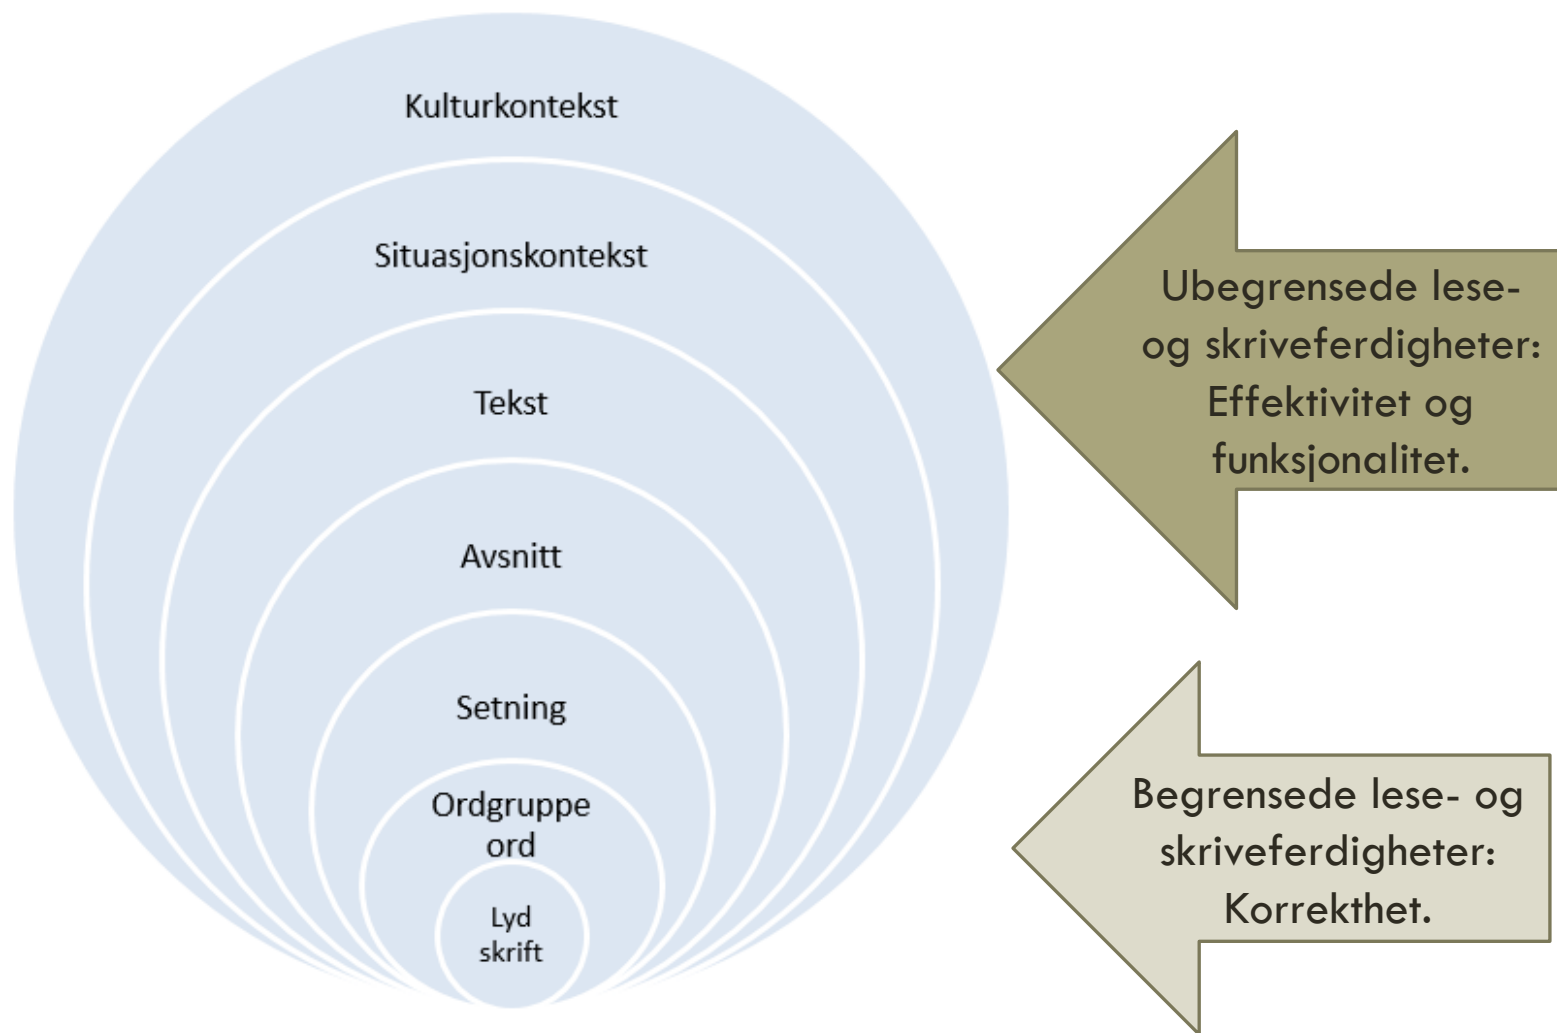 Kulturkontekst
Situasjonskontekst
Tekst
Avsnitt
Setning
Ordgruppe
ord
Lyd
skrift
Ubegrensede lese-
og skriveferdigheter:
Effektivitet og
funksjonalitet.
Begrensede lese- og
skriveferdigheter:
Korrekthet.